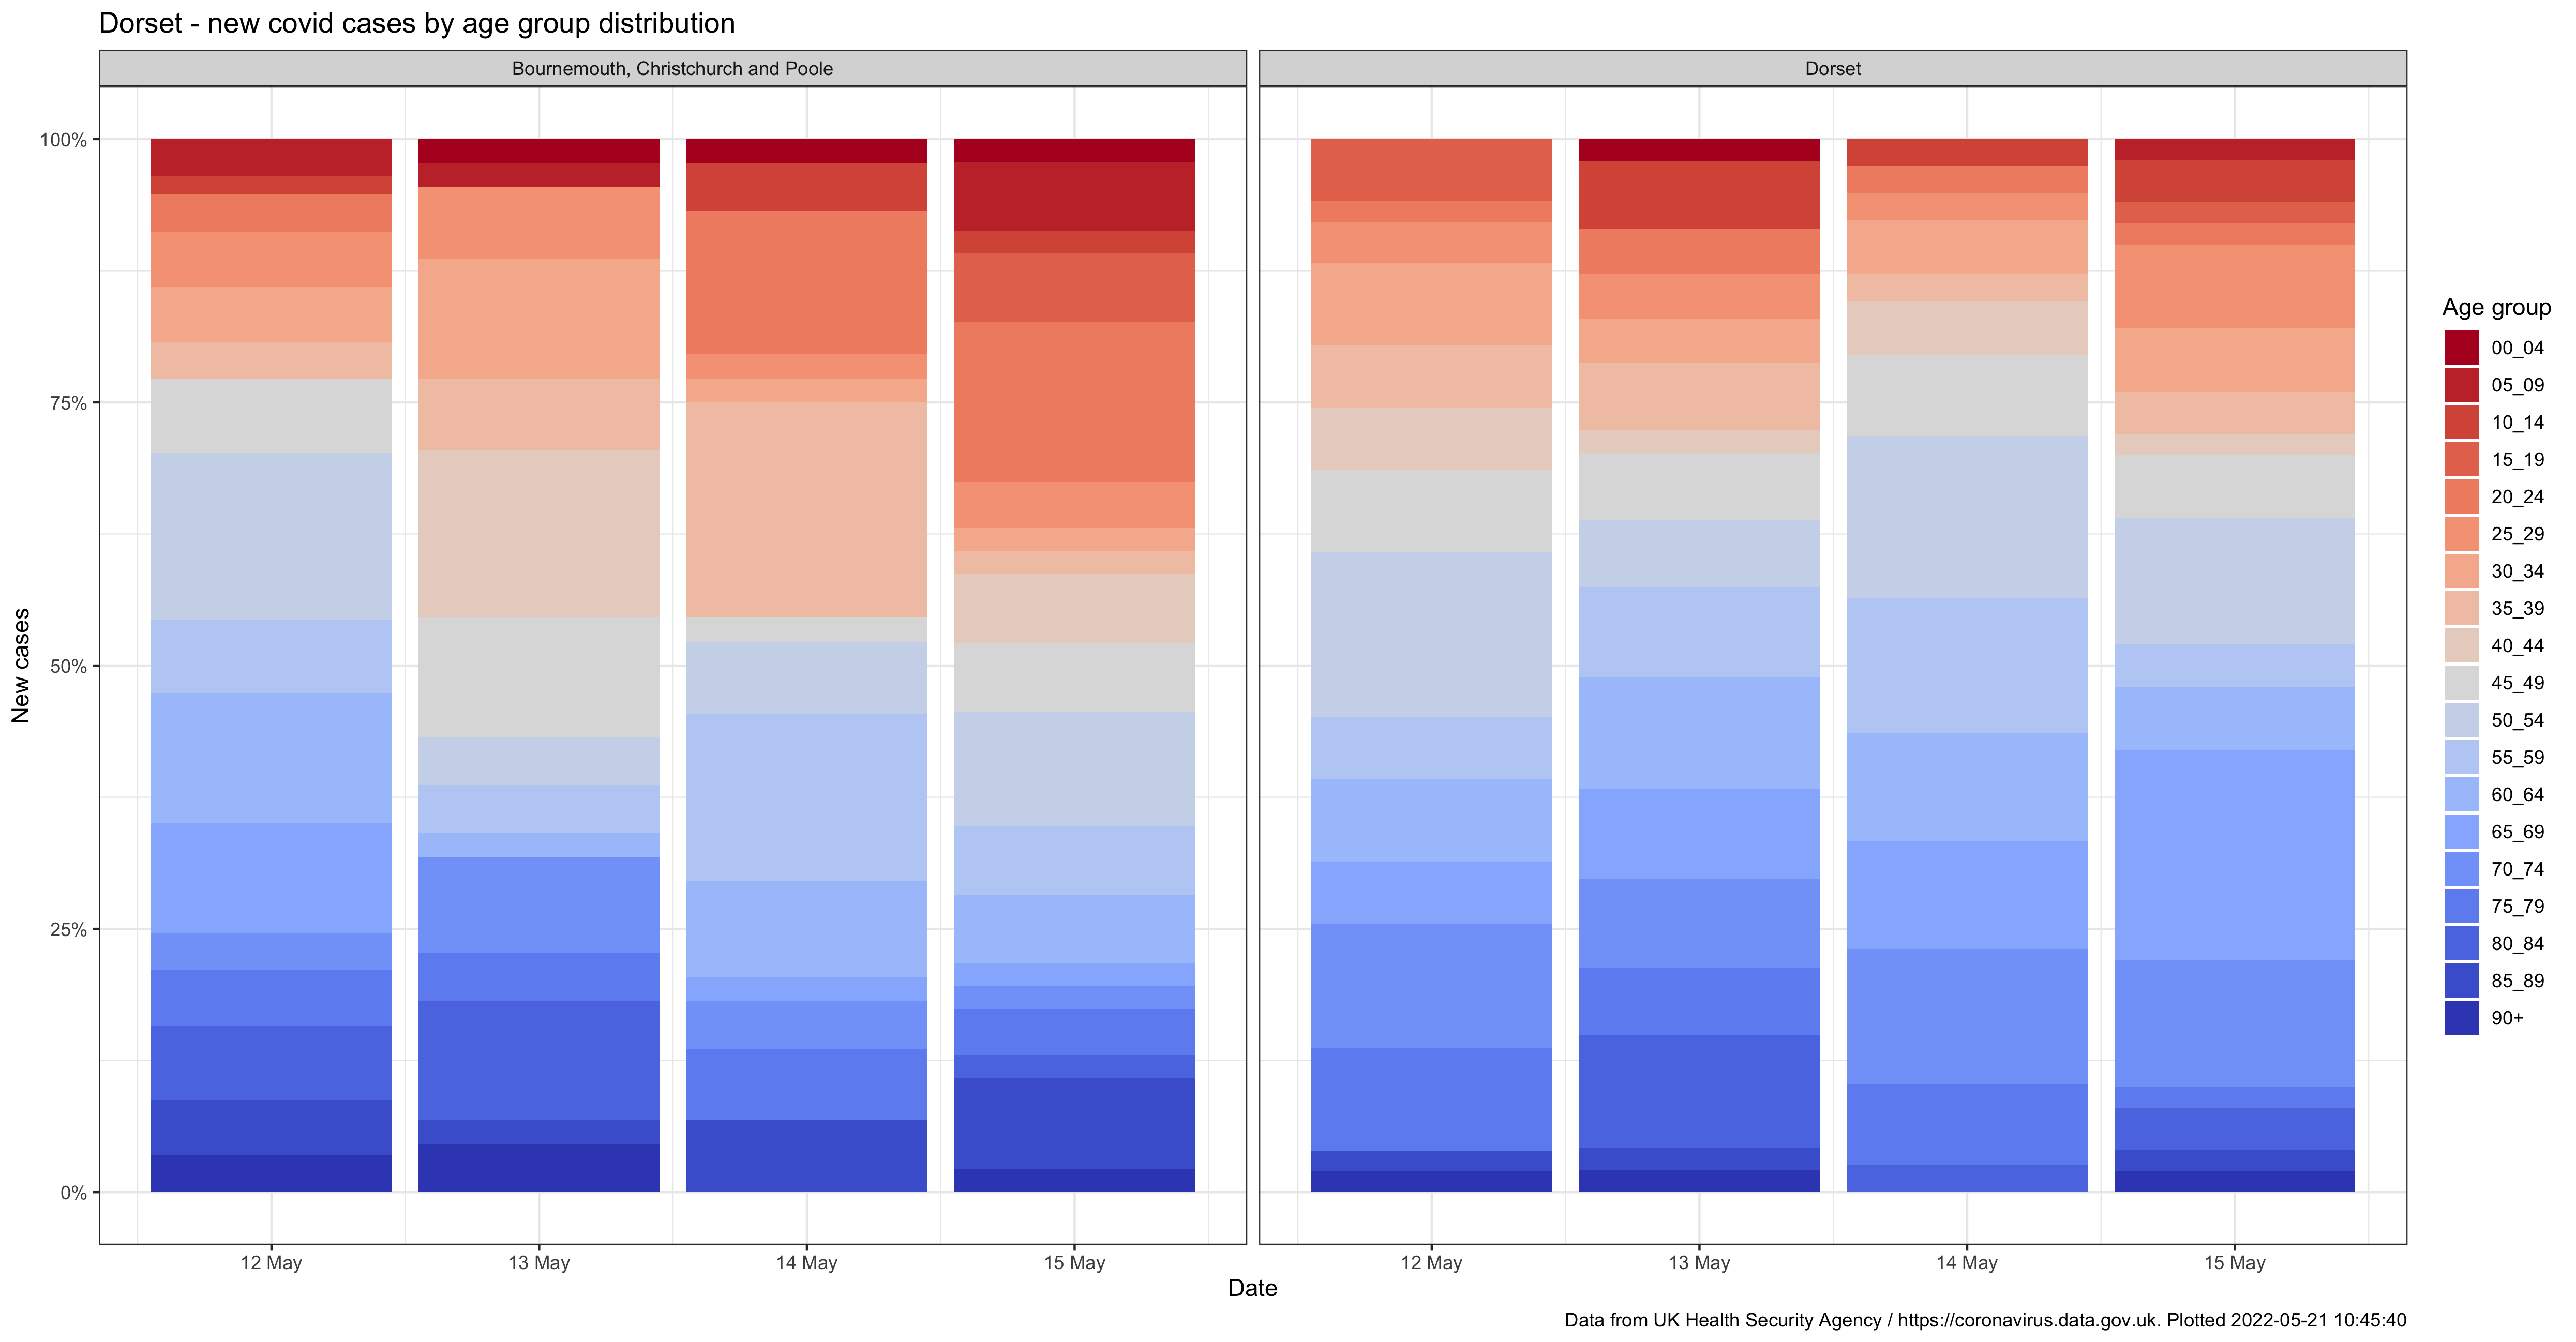 Dorset - new covid cases by age group distribution
Bournemouth, Christchurch and Poole
Dorset
100%
75%
50%
25%
0%
New cases
12 May
13 May
14 May
15 May
12 May
13 May
14 May
15 May
Date
Age group
00_04
05_09
10_14
15_19
20_24
25_29
30_34
35_39
40_44
45_49
50_54
55_59
60_64
65_69
70_74
75_79
80_84
85_89
90+
Data from UK Health Security Agency / https://coronavirus.data.gov.uk. Plotted 2022-05-21 10:45:40